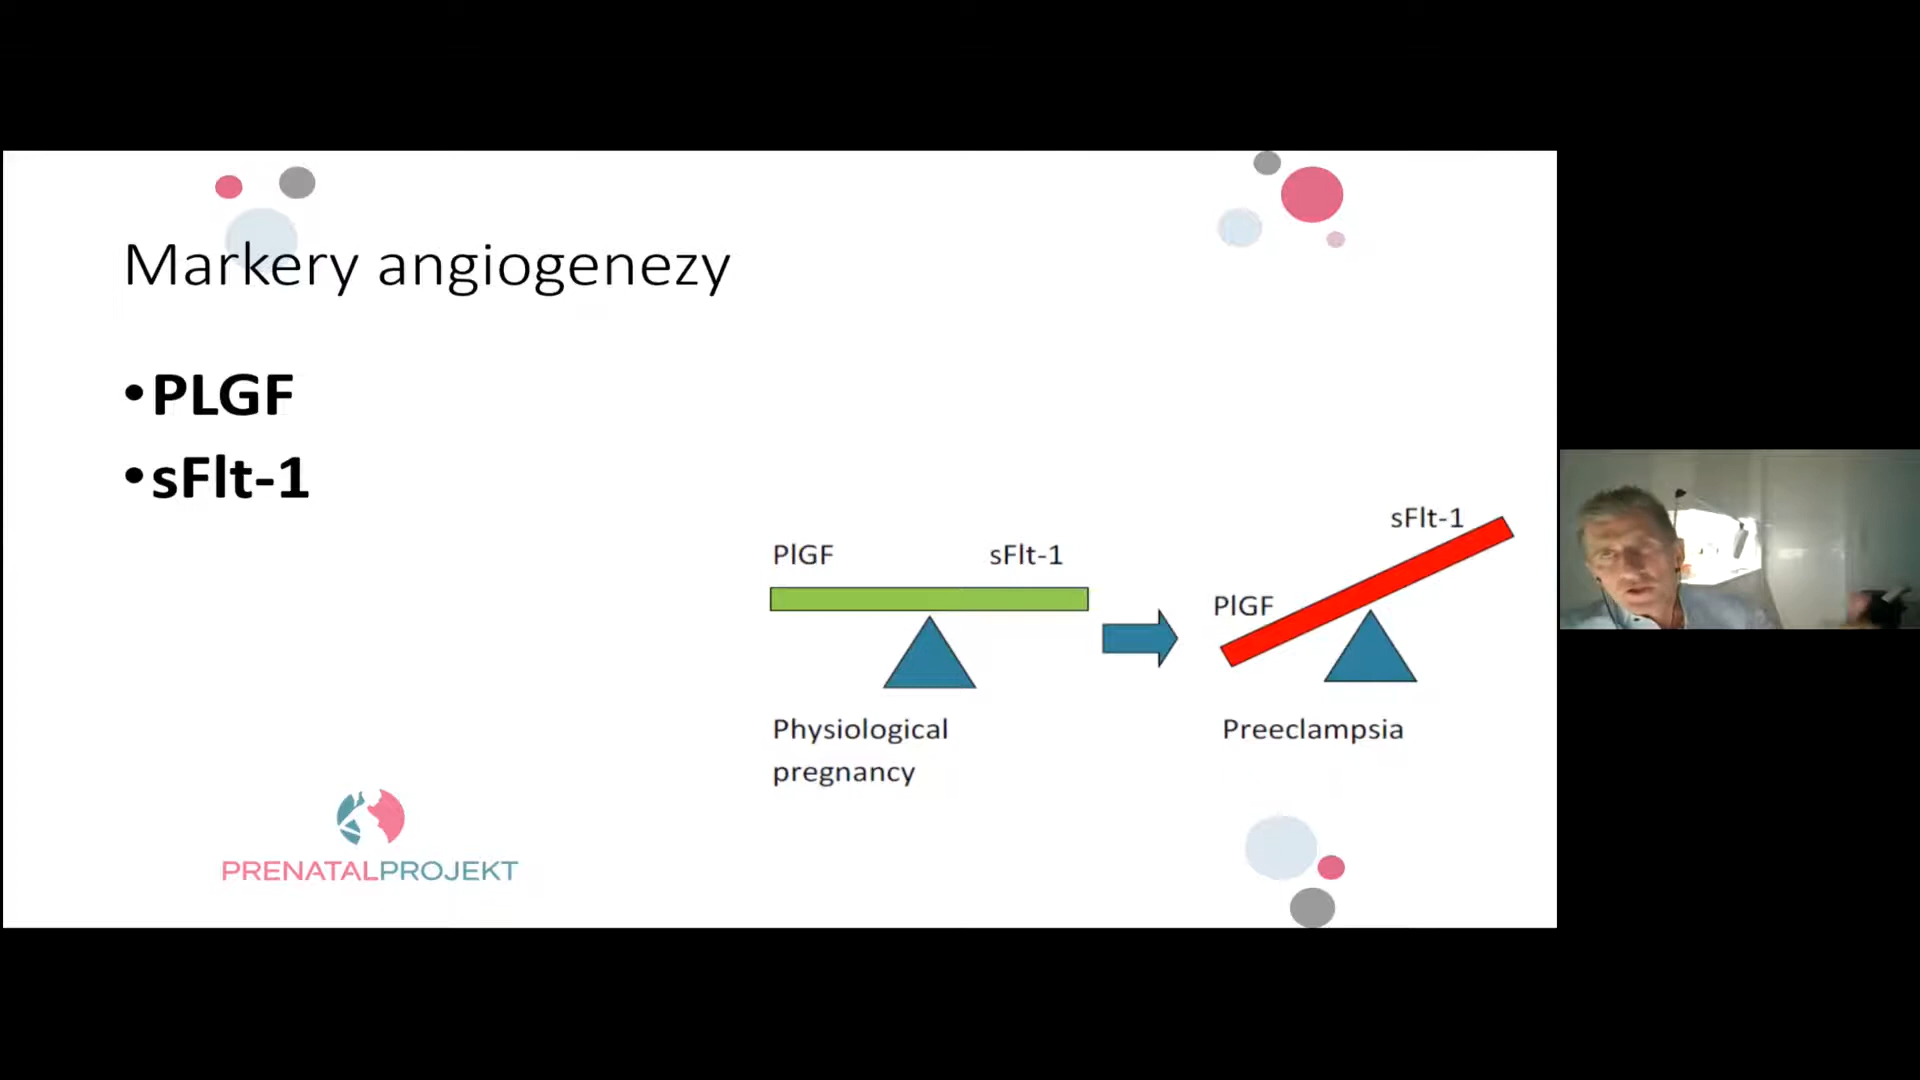 Markery angiogenezy
•PLGF
•sFlt-1
PlGF
sFlt-1
Physiological
pregnancy
sFlt-1
PlGF
Preeclampsia
PRENATALPROJEKT